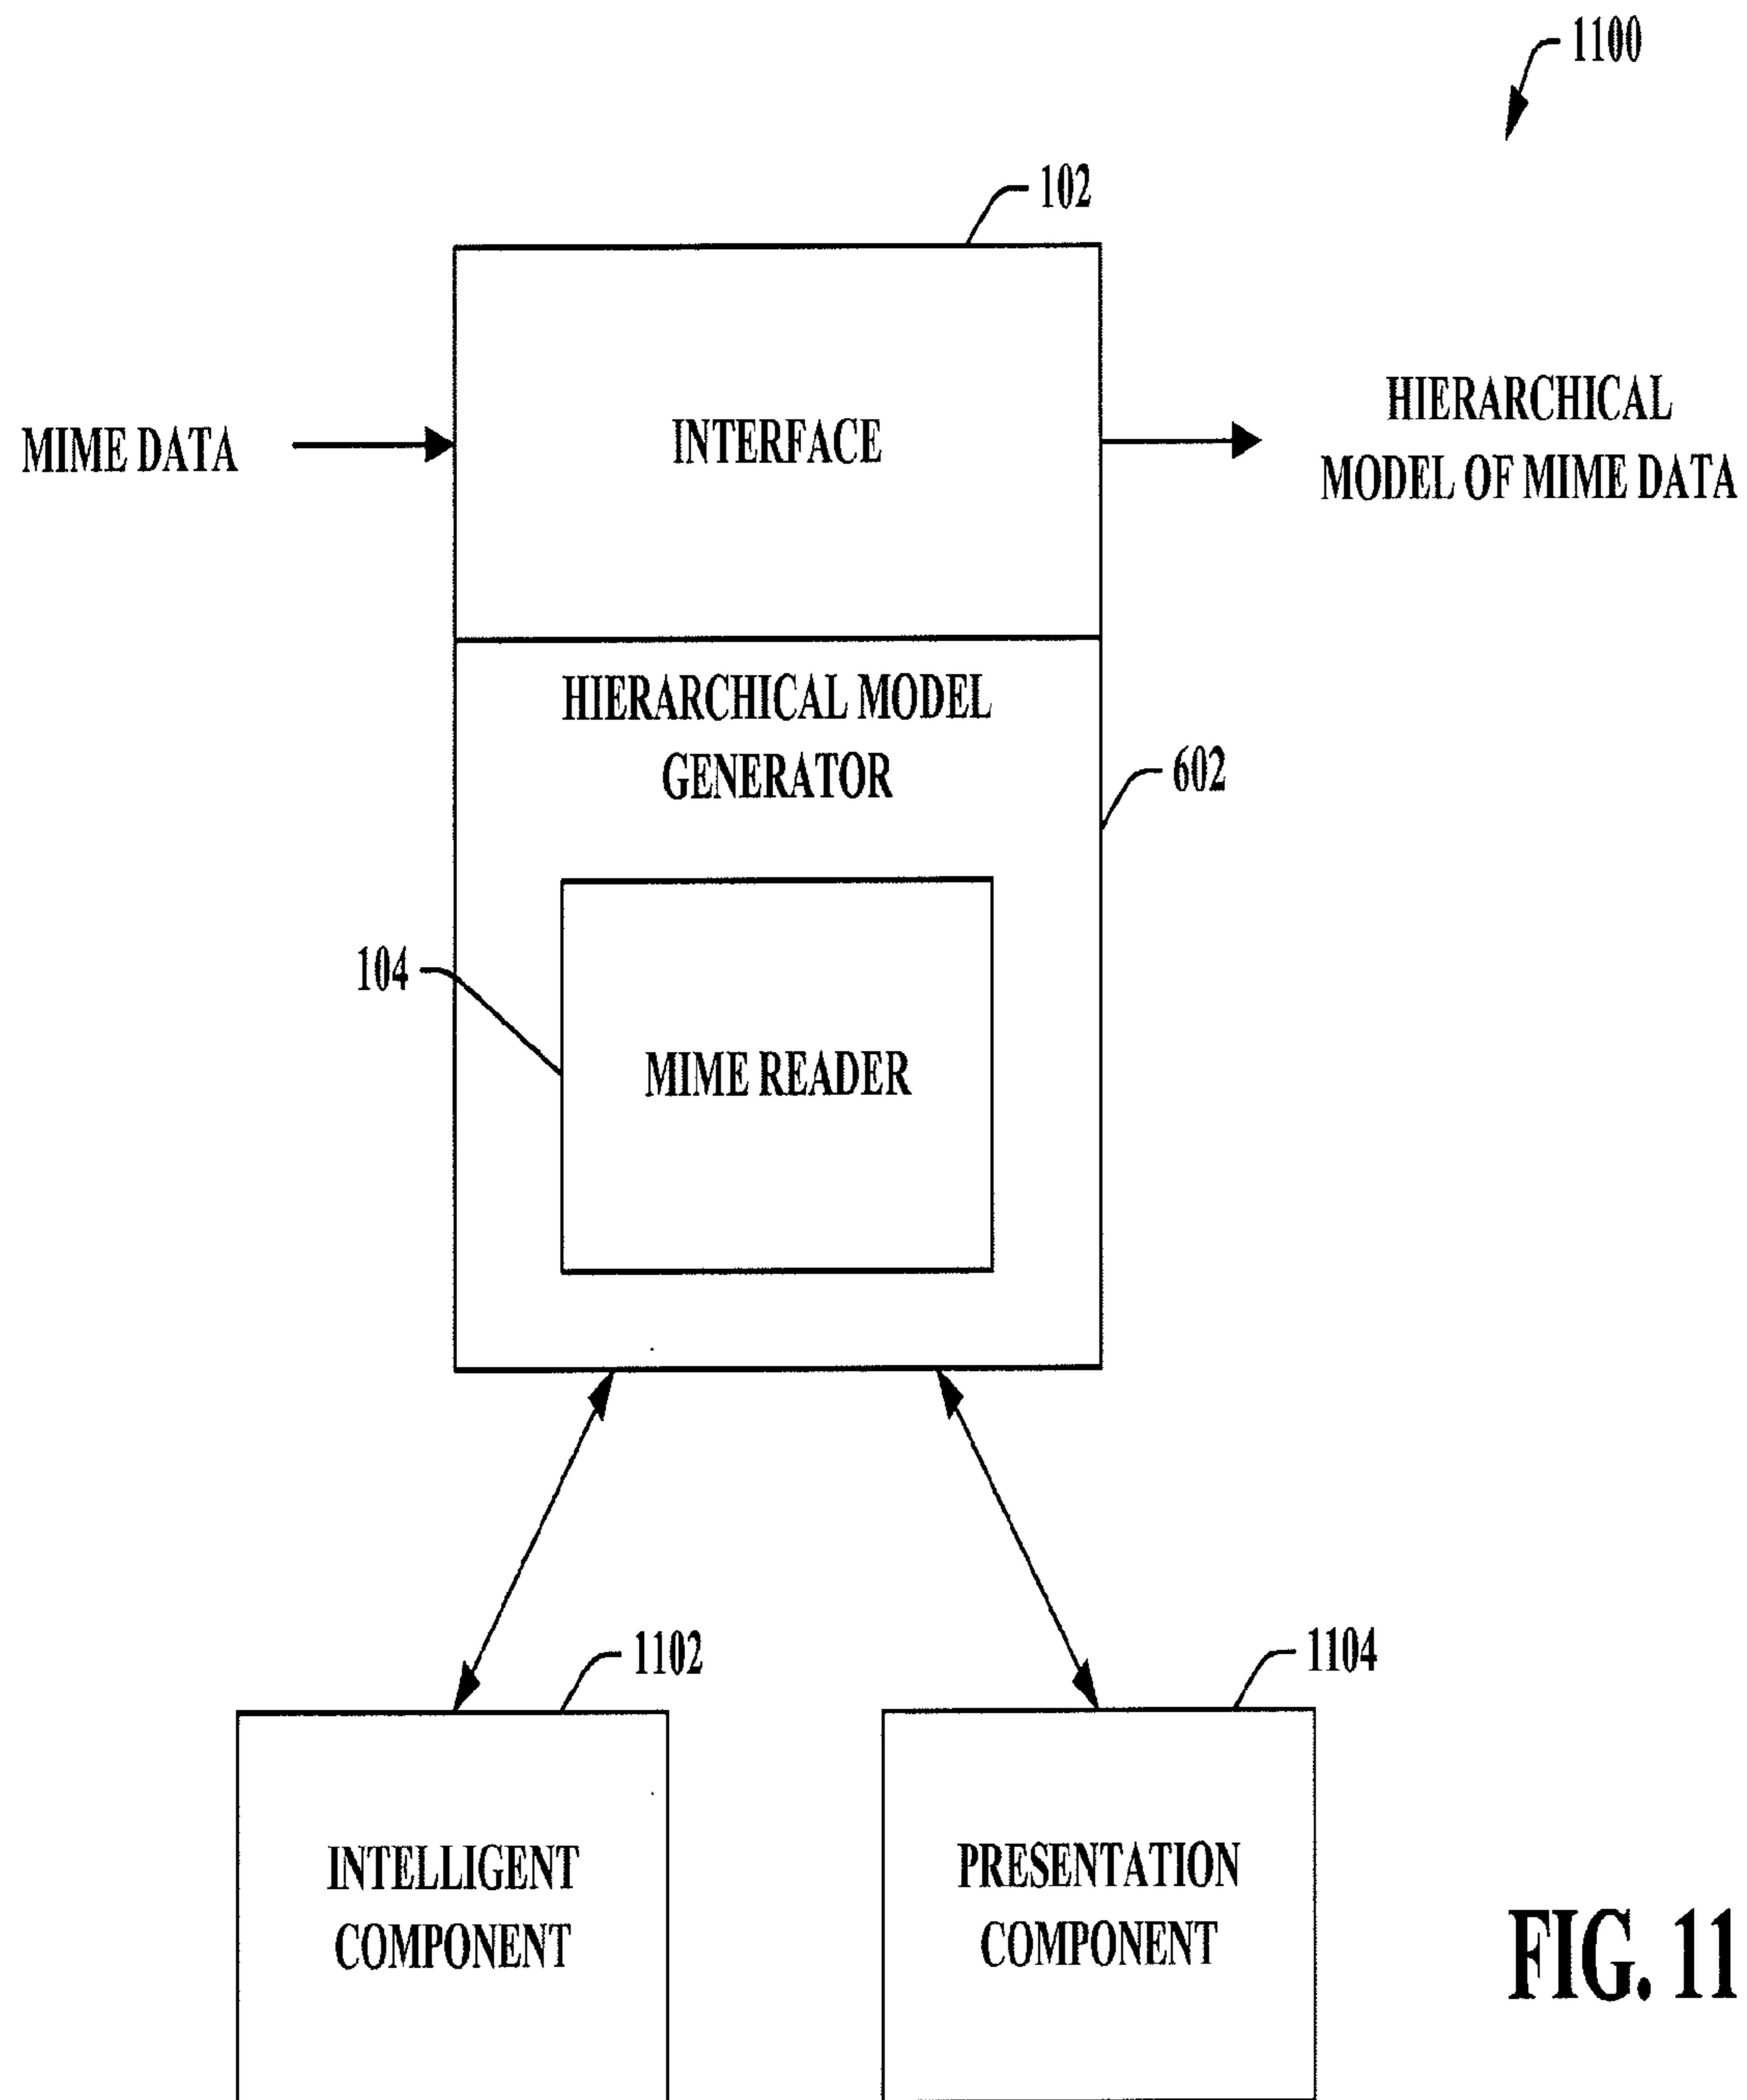 1100
102
MIME DATA
INTERFACE
HIERARCHICAL
MODEL OF MIME DATA
HIERARCHICAL MODEL
GENERATOR
602
104
MIME READER
1102
1104
INTELLIGENT
COMPONENT
PRESENTATION
COMPONENT
FIG. 11